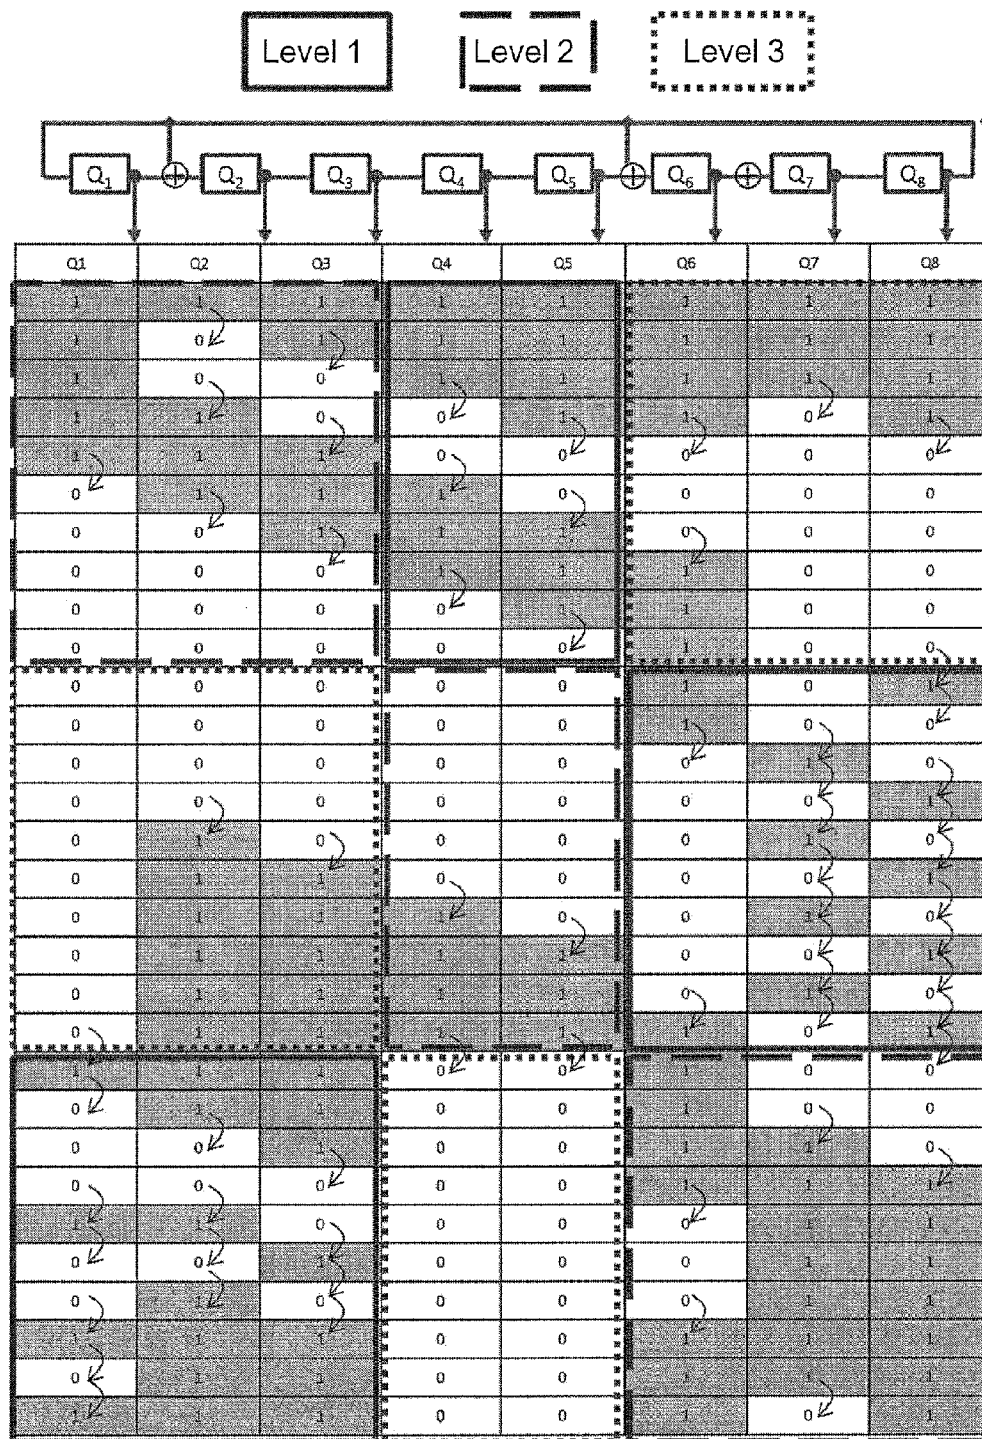 Level 1 Level 2 Level 3
Q1 Q2 Q3 Q4 Q5 Q6 Q7 Q8
Q1 Q2 Q3 Q4 Q5 Q6 Q7 Q8
1 1 1 1 1 1 1 1
1 0 1 1 1 1 1 1
1 0 0 1 1 1 1 1
1 1 0 0 1 1 0 1
1 1 1 0 0 0 0 0
0 1 1 1 0 0 0 0
0 0 1 1 1 0 0 0
0 0 0 1 1 1 0 0
0 0 0 0 1 1 0 0
0 0 0 0 0 1 0 0
0 0 0 0 0 1 0 1
0 0 0 0 0 1 0 0
0 0 0 0 0 0 1 0
0 0 0 0 0 0 0 1
0 1 0 0 0 0 1 0
0 1 1 0 0 0 0 1
0 1 1 1 0 0 1 0
0 1 1 1 1 0 0 1
0 1 1 1 1 0 1 0
0 1 1 1 1 1 0 1
1 1 1 0 0 1 0 0
0 1 1 0 0 1 0 0
0 0 1 0 0 1 1 0
0 0 0 0 0 1 1 1
1 1 0 0 0 0 1 1
0 0 1 0 0 0 1 1
0 1 0 0 0 0 1 1
1 1 1 0 0 1 1 1
0 1 1 0 0 1 1 1
1 1 1 0 0 1 0 1